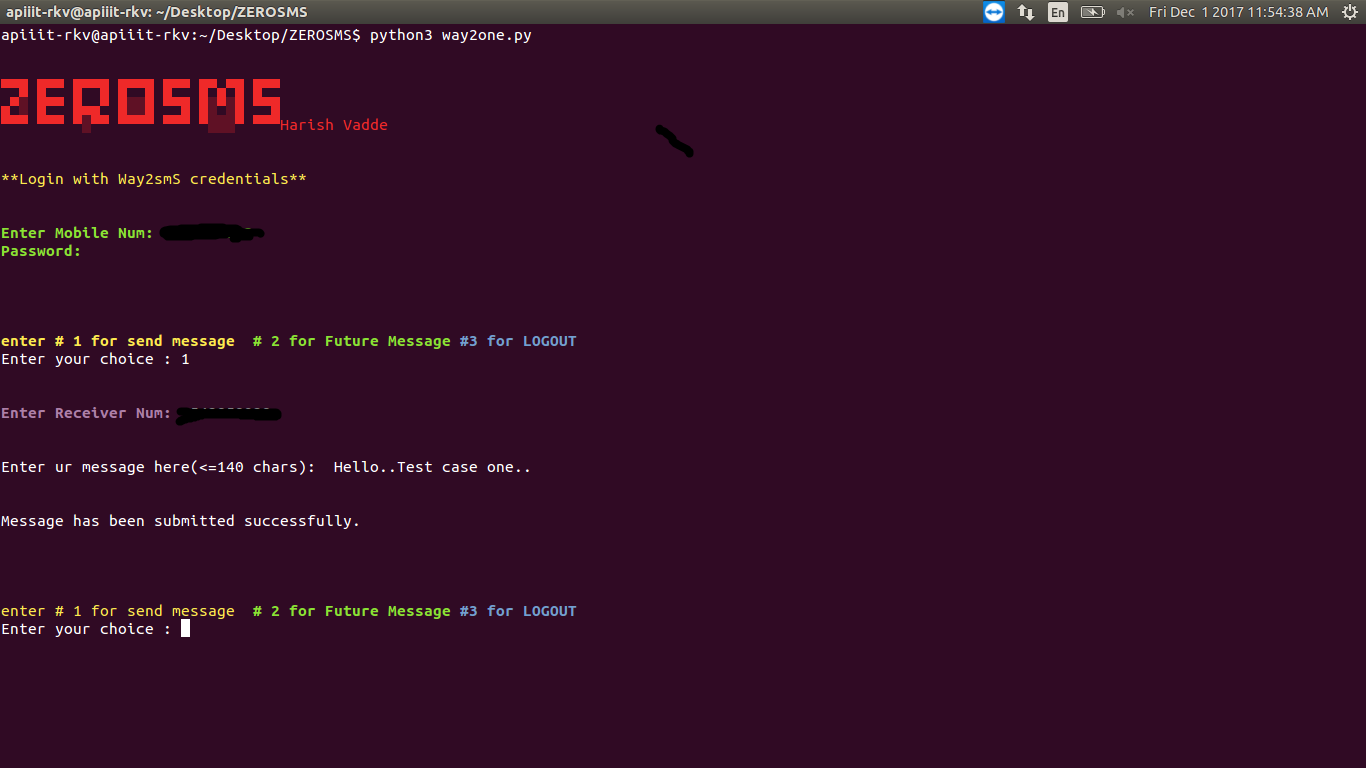 apiiit-rkv@apiiit-rkv: ~/Desktop/ZEROSMS En Fri Dec 1 2017 11:54:38 AM
apiiit-rkv@apiiit-rkv:~/Desktop/ZEROSMS$ python3 way2one.py
ZEROSMS Harish Vadde
**Login with Way2smS credentials**
Enter Mobile Num:
Password:
enter # 1 for send message # 2 for Future Message #3 for LOGOUT
Enter your choice : 1
Enter Receiver Num:
Enter ur message here(<=140 chars): Hello..Test case one..
Message has been submitted successfully.
enter # 1 for send message # 2 for Future Message #3 for LOGOUT
Enter your choice :